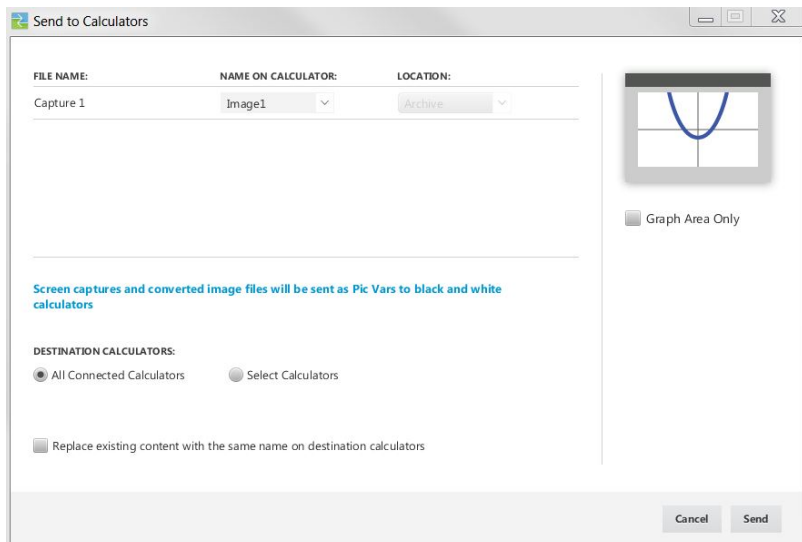 Send to Calculators
FILE NAME: NAME ON CALCULATOR: LOCATION:
Capture 1 Image1 Archive
Graph Area Only
Screen captures and converted image files will be sent as Pic Vars to black and white
calculators
DESTINATION CALCULATORS:
All Connected Calculators Select Calculators
Replace existing content with the same name on destination calculators
Cancel Send